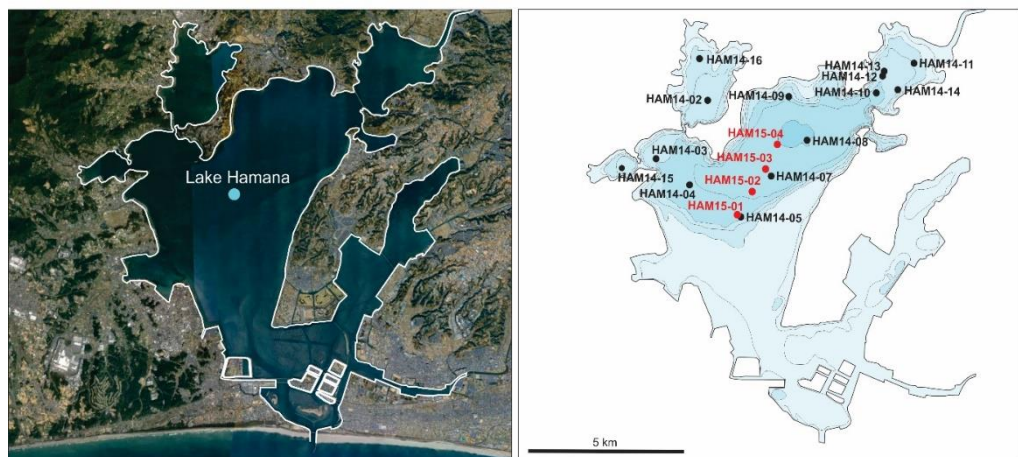 Lake Hamana
HAM14-16
HAM14-13
HAM14-12
HAM14-11
HAM14-02
HAM14-09
HAM14-10
HAM14-14
HAM15-04
HAM14-08
HAM14-03
HAM15-03
HAM14-15
HAM14-07
HAM14-04
HAM15-02
HAM15-01
HAM14-05
5 km